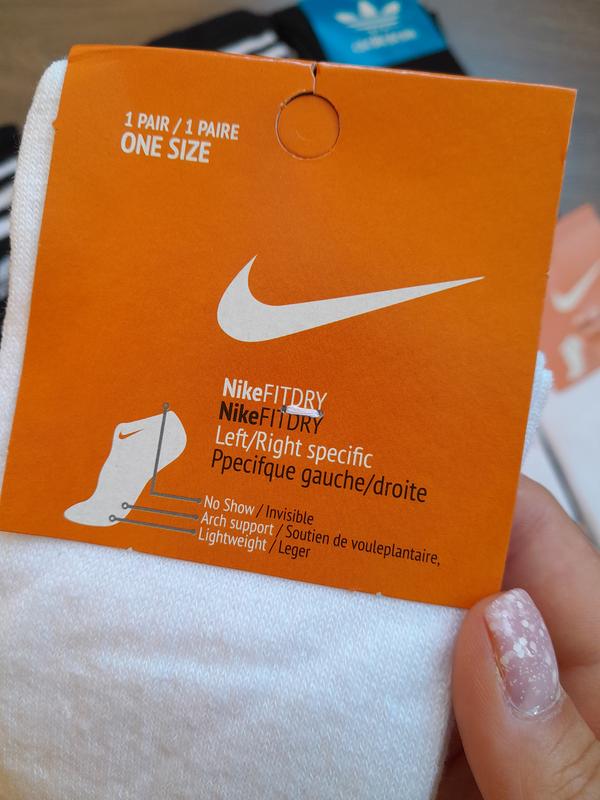 1 PAIR / 1 PAIRE
ONE SIZE
NikeFITDRY
NikeFITDRY
Left/Right specific
Ppecifque gauche/droite
No Show / Invisible
Arch support / Soutien de vouleplantaire,
Lightweight / Leger